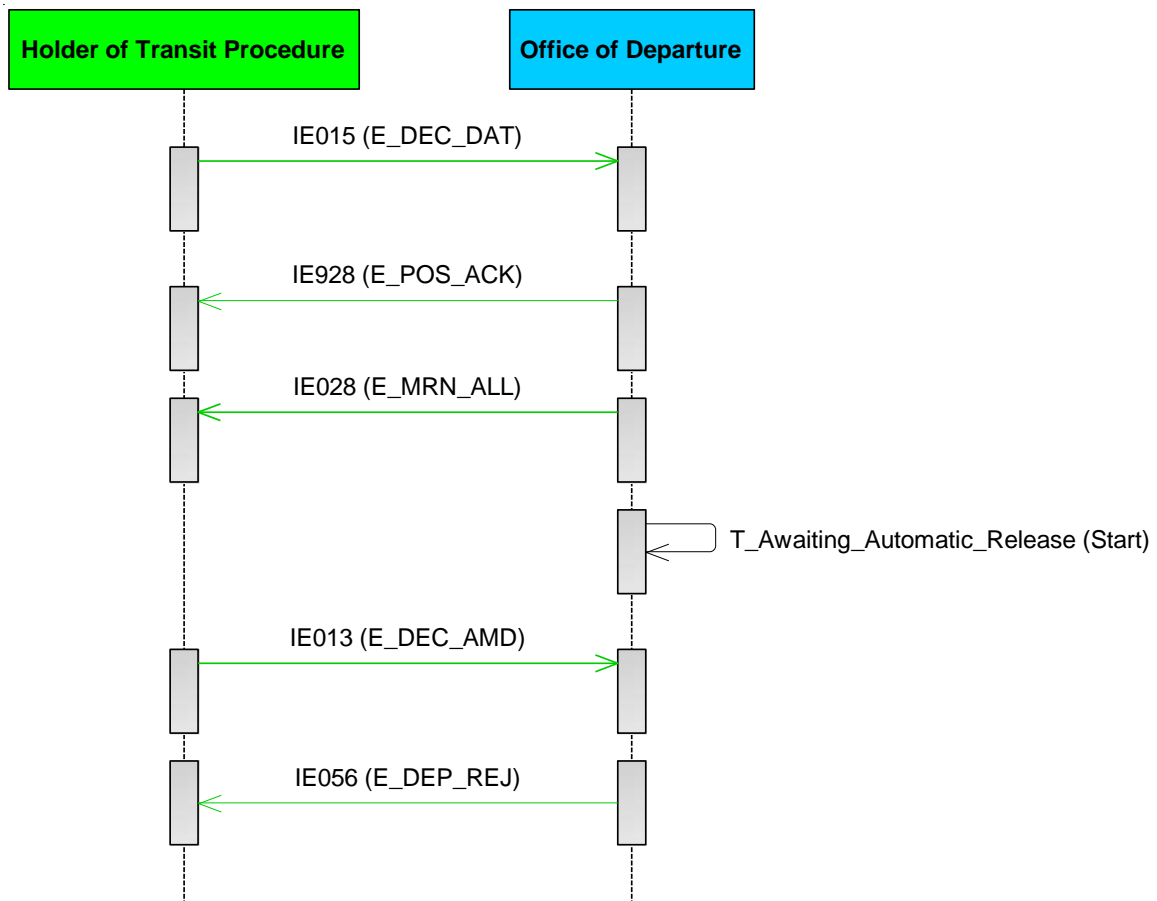 Holder of Transit Procedure
Office of Departure
IE015 (E_DEC_DAT)
IE928 (E_POS_ACK)
IE028 (E_MRN_ALL)
T_Awaiting_Automatic_Release (Start)
IE013 (E_DEC_AMD)
IE056 (E_DEP_REJ)